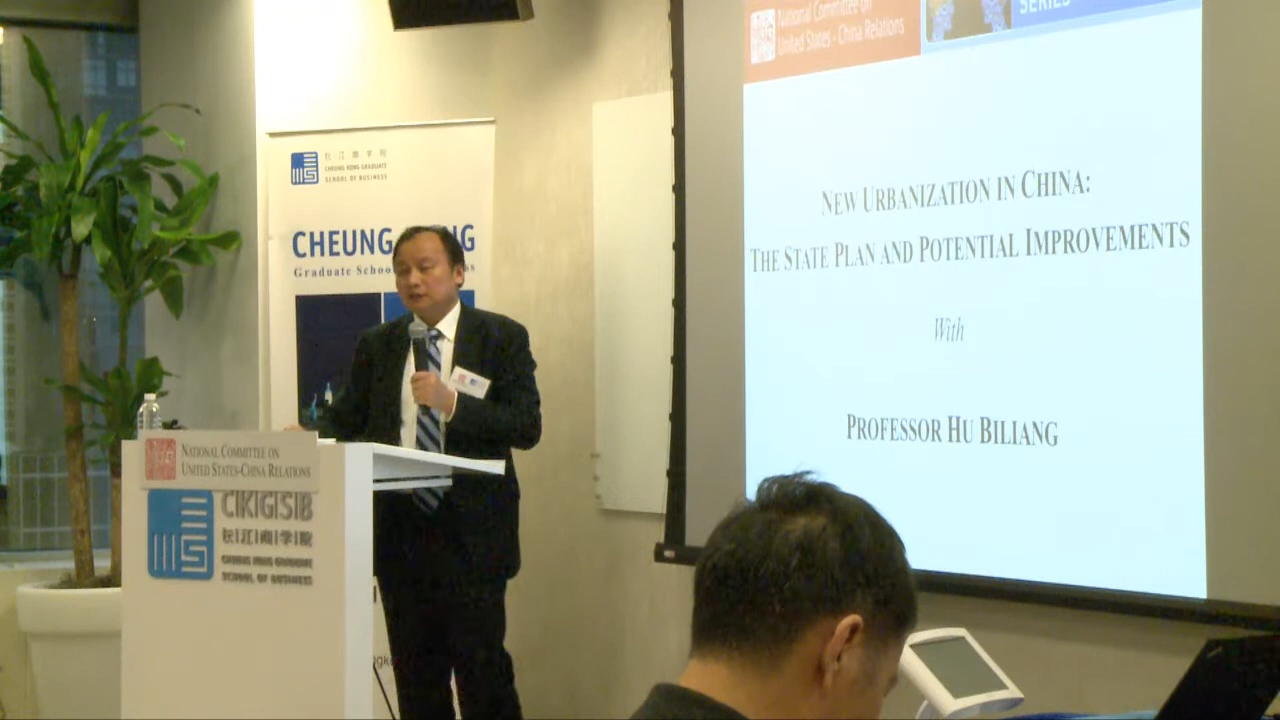 National Committee on
United States - China Relations
SERIES
NEW URBANIZATION IN CHINA:
THE STATE PLAN AND POTENTIAL IMPROVEMENTS
With
PROFESSOR HU BILIANG
长江商学院
CHEUNG KONG GRADUATE
SCHOOL OF BUSINESS
CHEUNG
Graduate
NATIONAL COMMITTEE ON
UNITED STATES-CHINA RELATIONS
CKGSB
长江商学院
CHEUNG KONG GRADUATE
SCHOOL OF BUSINESS